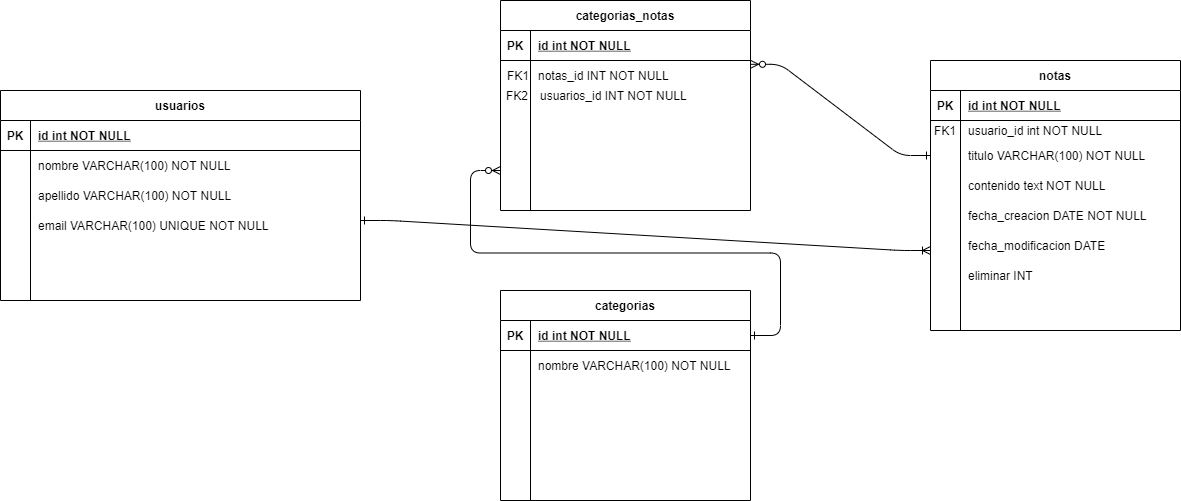 categorias_notas
PK id int NOT NULL
FK1 notas_id INT NOT NULL
FK2 usuarios_id INT NOT NULL
usuarios
PK id int NOT NULL
nombre VARCHAR(100) NOT NULL
apellido VARCHAR(100) NOT NULL
email VARCHAR(100) UNIQUE NOT NULL
notas
PK id int NOT NULL
FK1 usuario_id int NOT NULL
titulo VARCHAR(100) NOT NULL
contenido text NOT NULL
fecha_creacion DATE NOT NULL
fecha_modificacion DATE
eliminar INT
categorias
PK id int NOT NULL
nombre VARCHAR(100) NOT NULL